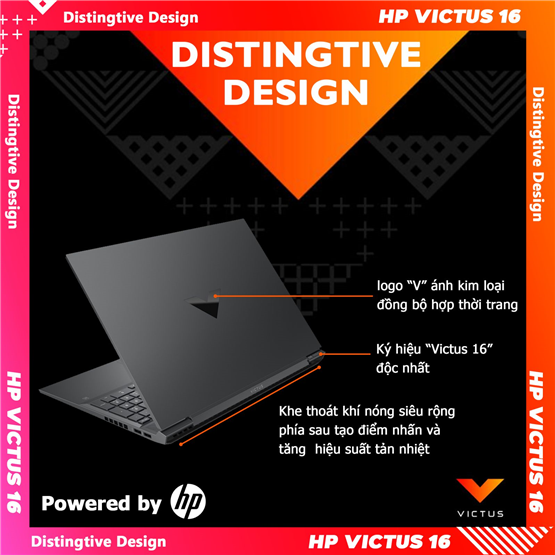 Distingtive Design
HP VICTUS 16
DISTINGTIVE
DESIGN
Distingtive Design
Distingtive Design
logo “V” ánh kim loại
đồng bộ hợp thời trang
Ký hiệu “Victus 16”
độc nhất
Khe thoát khí nóng siêu rộng
phía sau tạo điểm nhấn và
tăng hiệu suất tản nhiệt
HP VICTUS 16
HP VICTUS 16
Powered by hp
VICTUS
Distingtive Design
HP VICTUS 16